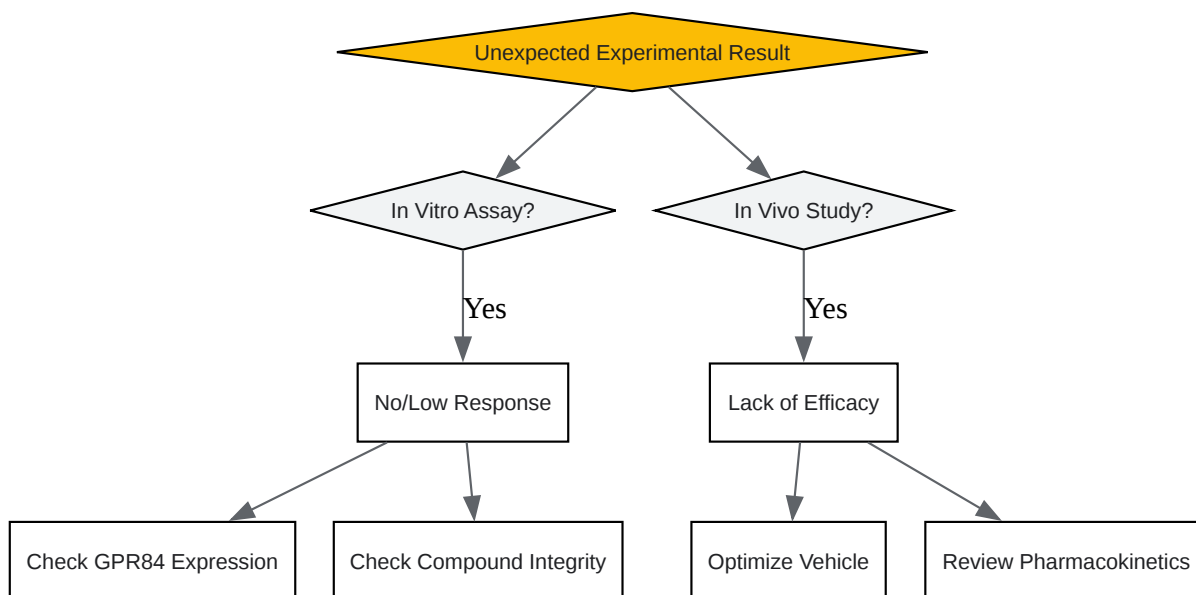 Unexpected Experimental Result
In Vitro Assay?
In Vivo Study?
Yes
Yes
No/Low Response
Lack of Efficacy
Check GPR84 Expression
Check Compound Integrity
Optimize Vehicle
Review Pharmacokinetics